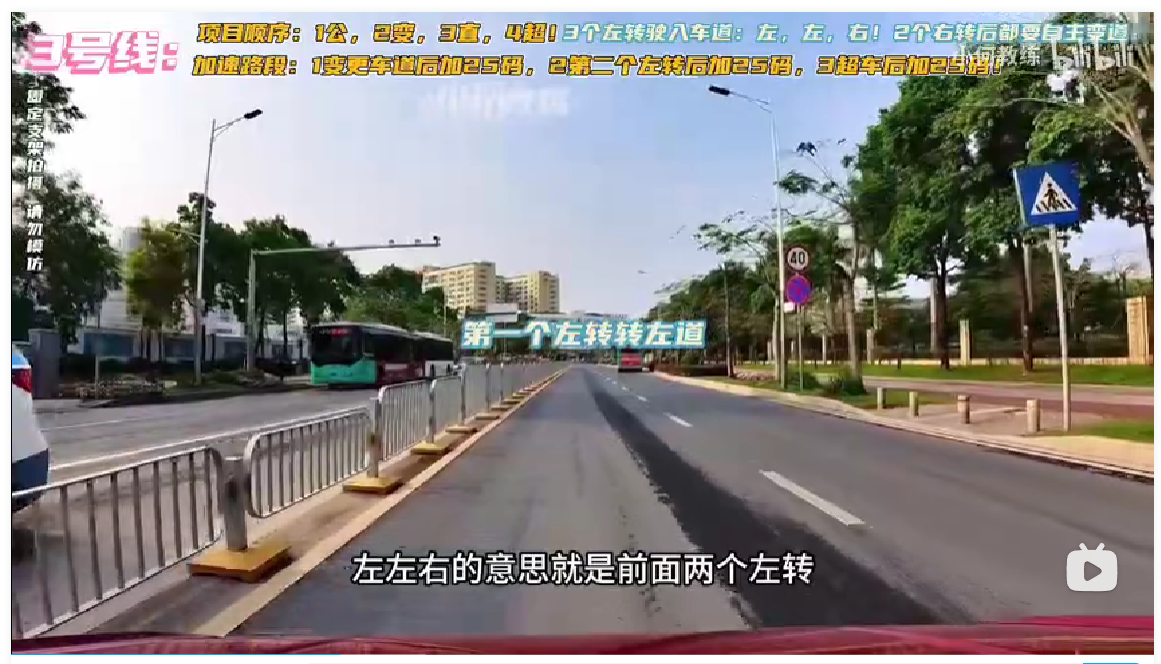 3号线:
项目顺序：1公，2变，3直，4超！3个左转驶入车道：左，左，右！2个右转后都要自主变道！
加速路段：1变更车道后加25码，2第二个左转后加25码，3超车后加25码！
教练 bilibili
固定支架拍摄 请勿模仿
40
第一个左转转左道
左左右的意思就是前面两个左转